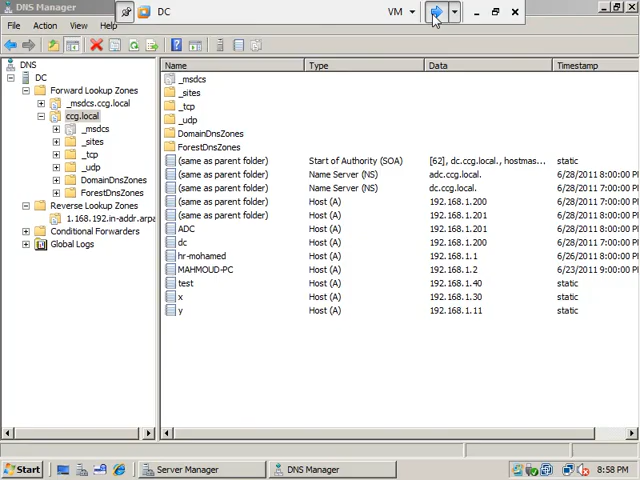 DNS Manager
DC
VM
File Action View Help
DNS
DC
Forward Lookup Zones
_msdcs.ccg.local
ccg.local
_msdcs
_sites
_tcp
_udp
DomainDnsZones
ForestDnsZones
Reverse Lookup Zones
1.168.192.in-addr.arpa
Conditional Forwarders
Global Logs
Name Type Data Timestamp
_msdcs
_sites
_tcp
_udp
DomainDnsZones
ForestDnsZones
(same as parent folder) Start of Authority (SOA) [62], dc.ccg.local., hostmas... static
(same as parent folder) Name Server (NS) adc.ccg.local. 6/28/2011 8:00:00 P
(same as parent folder) Name Server (NS) dc.ccg.local. 6/28/2011 7:00:00 P
(same as parent folder) Host (A) 192.168.1.200 6/28/2011 7:00:00 P
(same as parent folder) Host (A) 192.168.1.201 6/28/2011 8:00:00 P
ADC Host (A) 192.168.1.201 6/28/2011 8:00:00 P
dc Host (A) 192.168.1.200 6/28/2011 7:00:00 P
hr-mohamed Host (A) 192.168.1.1 6/26/2011 8:00:00 P
MAHMOUD-PC Host (A) 192.168.1.2 6/23/2011 9:00:00 P
test Host (A) 192.168.1.40 static
x Host (A) 192.168.1.30 static
y Host (A) 192.168.1.11 static
Start Server Manager DNS Manager 8:58 PM